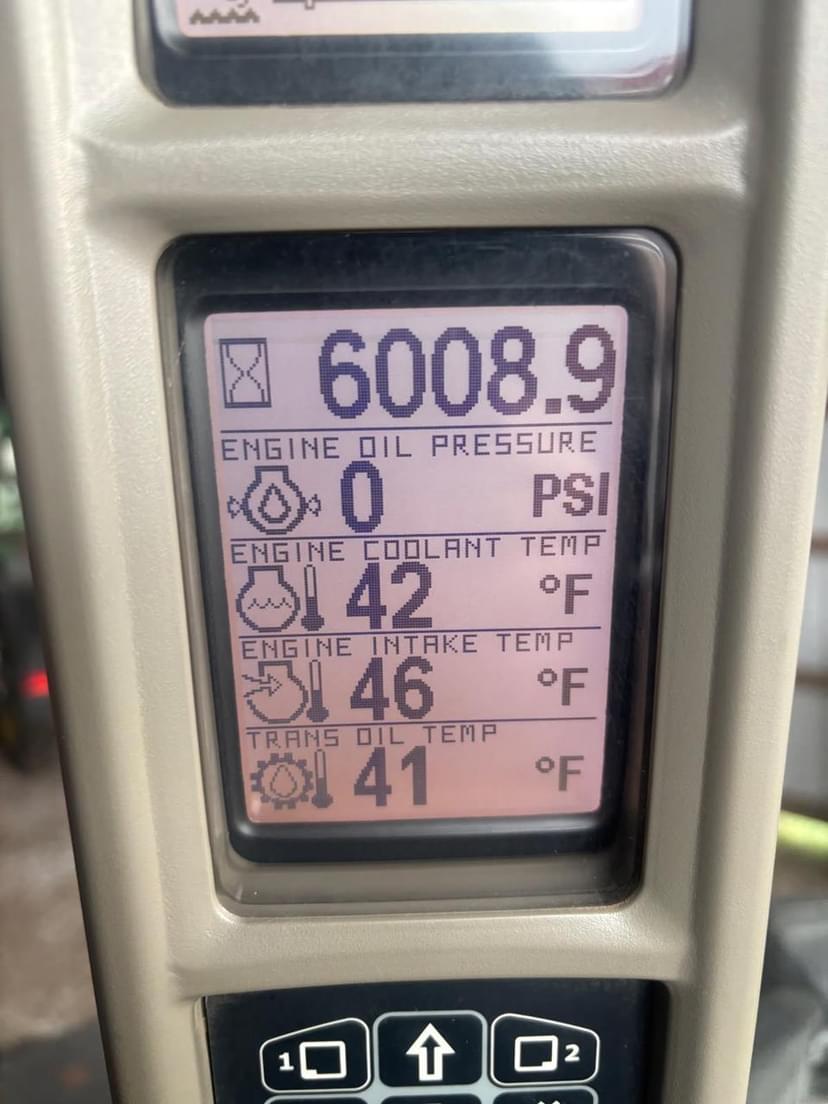 6008.9
ENGINE OIL PRESSURE
0 PSI
ENGINE COOLANT TEMP
42 °F
ENGINE INTAKE TEMP
46 °F
TRANS OIL TEMP
41 °F
1 2